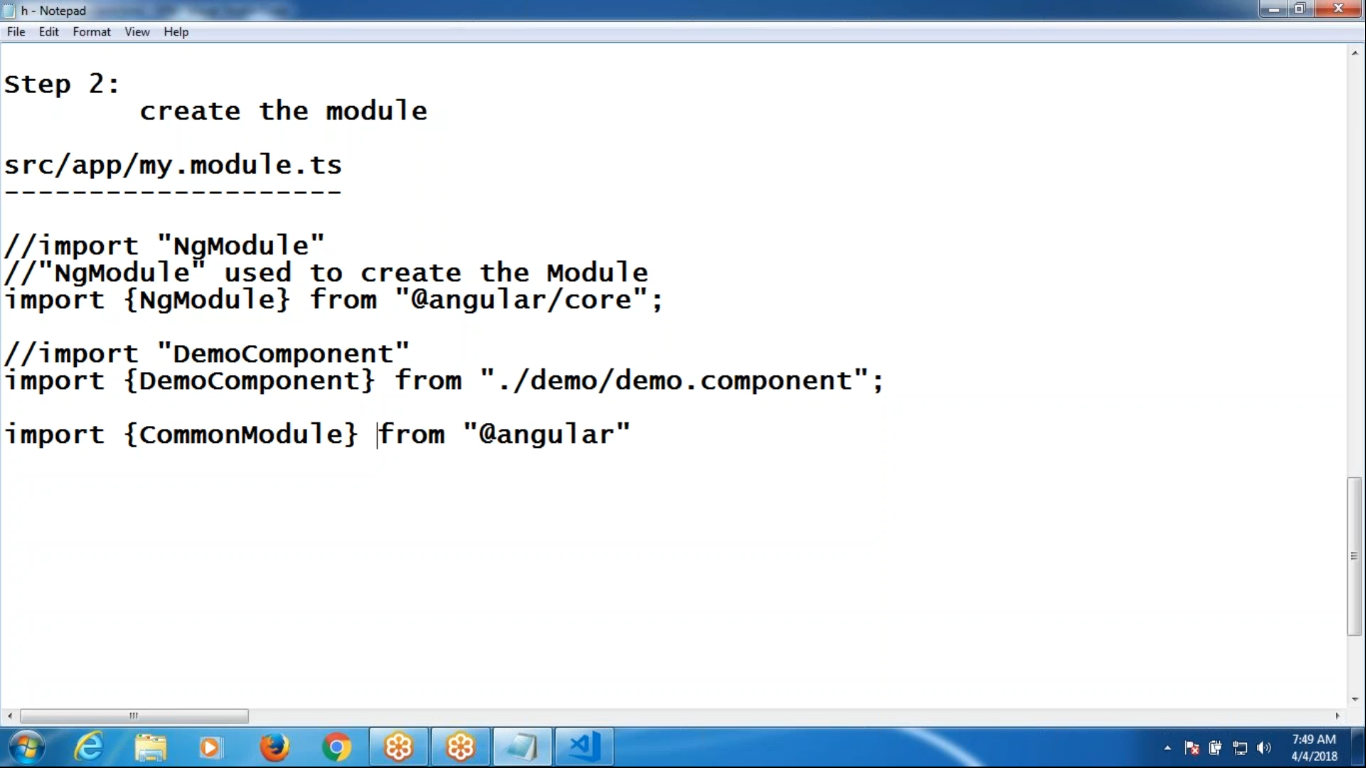 h - Notepad
File Edit Format View Help
Step 2:
create the module
src/app/my.module.ts
--------------------
//import "NgModule"
//"NgModule" used to create the Module
import {NgModule} from "@angular/core";
//import "DemoComponent"
import {DemoComponent} from "./demo/demo.component";
import {CommonModule} from "@angular"
7:49 AM
4/4/2018